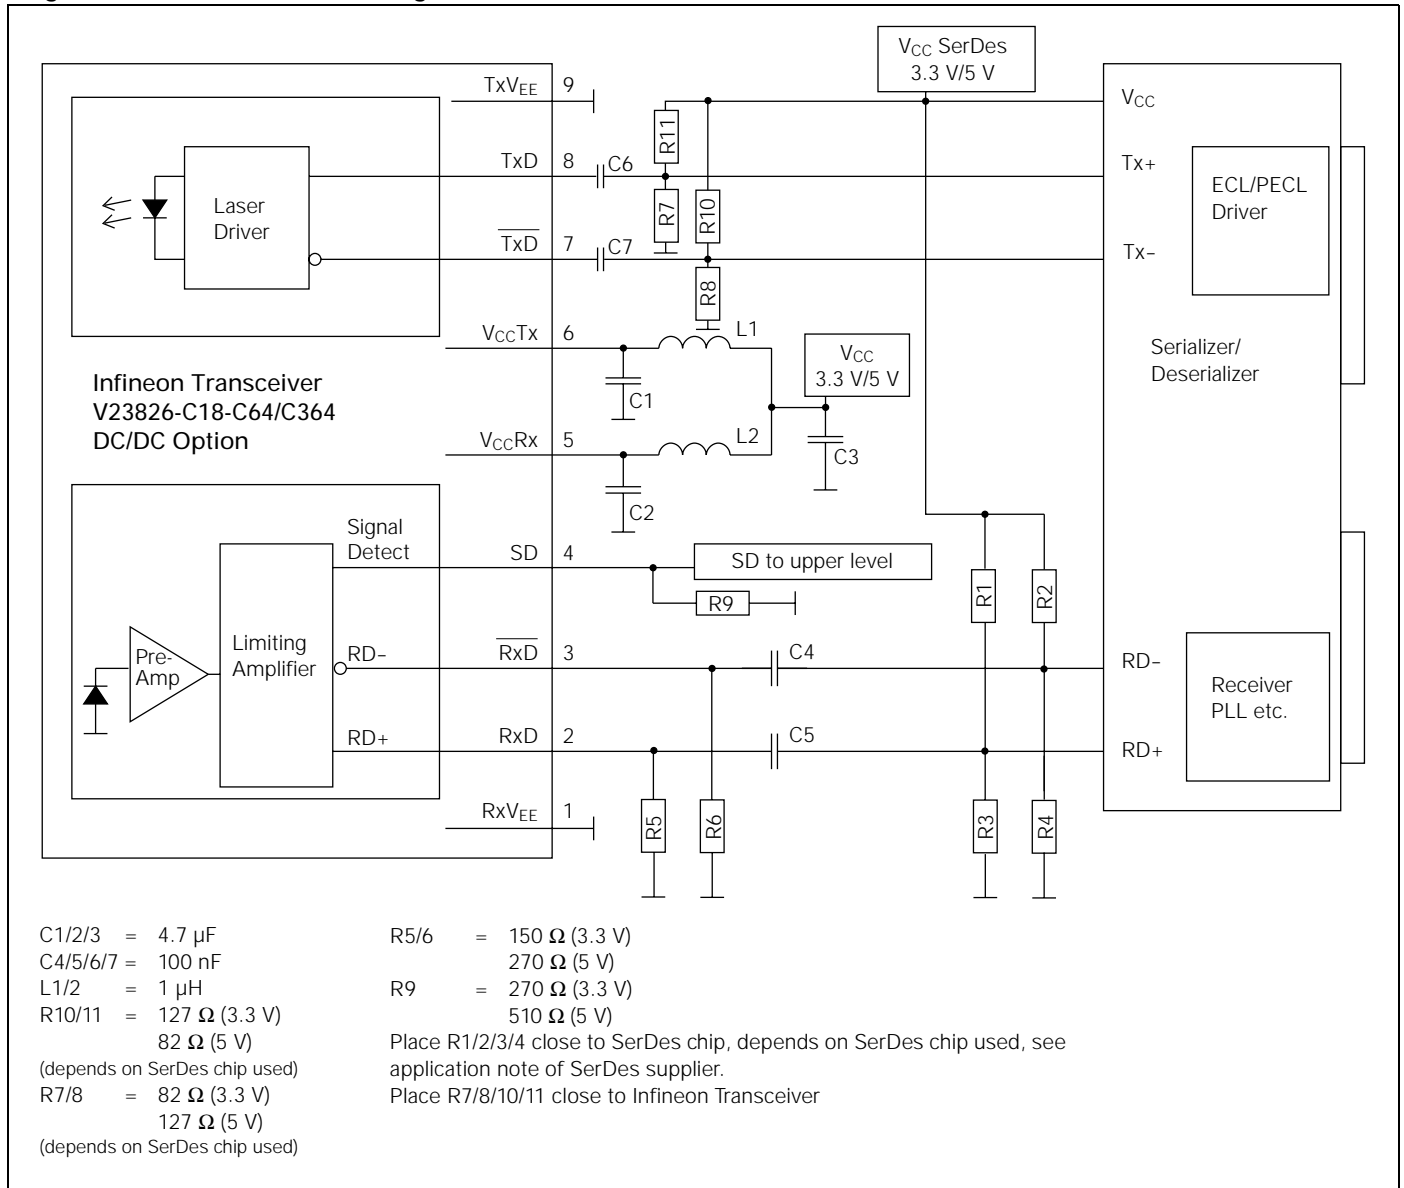 V_CC SerDes
3.3 V/5 V
TxV_EE 9
V_CC
R11
TxD 8 C6
Tx+
Laser
Driver
R7
R10
ECL/PECL
Driver
T̅x̅D̅ 7 C7
Tx–
R8
V_CCTx 6 L1
V_CC
3.3 V/5 V
Serializer/
Deserializer
Infineon Transceiver
V23826-C18-C64/C364
DC/DC Option
C1
V_CCRx 5 L2
C3
C2
Signal
Detect
SD 4
SD to upper level
R9
R1
R2
Pre-
Amp
Limiting
Amplifier
RD–
R̅x̅D̅ 3 C4
RD–
Receiver
PLL etc.
RD+
RxD 2 C5
RD+
RxV_EE 1
R5
R6
R3
R4
C1/2/3 = 4.7 µF
C4/5/6/7 = 100 nF
L1/2 = 1 µH
R10/11 = 127 Ω (3.3 V)
82 Ω (5 V)
(depends on SerDes chip used)
R7/8 = 82 Ω (3.3 V)
127 Ω (5 V)
(depends on SerDes chip used)
R5/6 = 150 Ω (3.3 V)
270 Ω (5 V)
R9 = 270 Ω (3.3 V)
510 Ω (5 V)
Place R1/2/3/4 close to SerDes chip, depends on SerDes chip used, see
application note of SerDes supplier.
Place R7/8/10/11 close to Infineon Transceiver